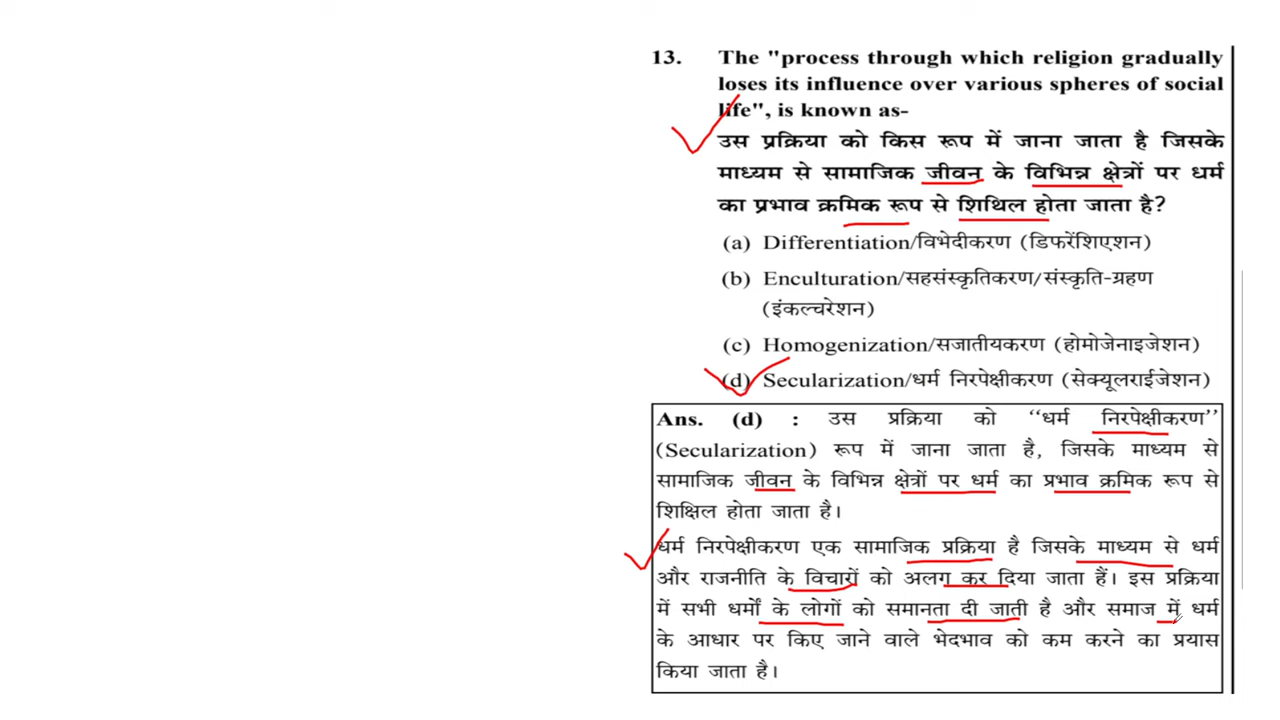 13. The "process through which religion gradually
loses its influence over various spheres of social
life", is known as-
उस प्रक्रिया को किस रूप में जाना जाता है जिसके
माध्यम से सामाजिक जीवन के विभिन्न क्षेत्रों पर धर्म
का प्रभाव क्रमिक रूप से शिथिल होता जाता है?
(a) Differentiation/विभेदीकरण (डिफरेंशिएशन)
(b) Enculturation/सहसंस्कृतिकरण/संस्कृति-ग्रहण
(इंकल्चरेशन)
(c) Homogenization/सजातीयकरण (होमोजेनाइजेशन)
(d) Secularization/धर्म निरपेक्षीकरण (सेक्यूलराईजेशन)
Ans. (d) : उस प्रक्रिया को ‘‘धर्म निरपेक्षीकरण’’
(Secularization) रूप में जाना जाता है, जिसके माध्यम से
सामाजिक जीवन के विभिन्न क्षेत्रों पर धर्म का प्रभाव क्रमिक रूप से
शिक्षिल होता जाता है।
धर्म निरपेक्षीकरण एक सामाजिक प्रक्रिया है जिसके माध्यम से धर्म
और राजनीति के विचारों को अलग कर दिया जाता हैं। इस प्रक्रिया
में सभी धर्मों के लोगों को समानता दी जाती है और समाज में धर्म
के आधार पर किए जाने वाले भेदभाव को कम करने का प्रयास
किया जाता है।